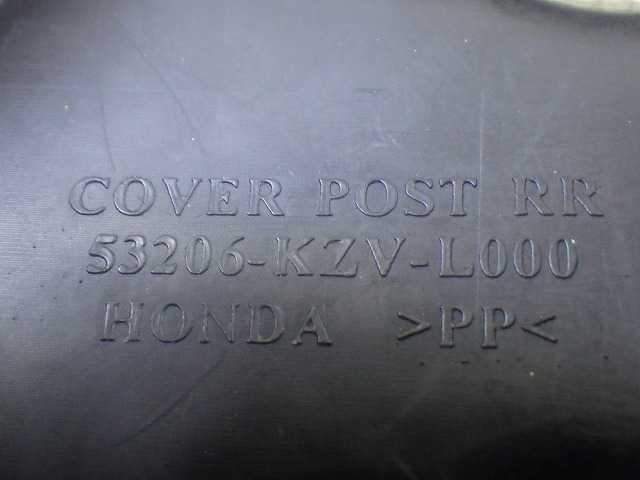 COVER POST RR
53206-KZV-L000
HONDA >PP<